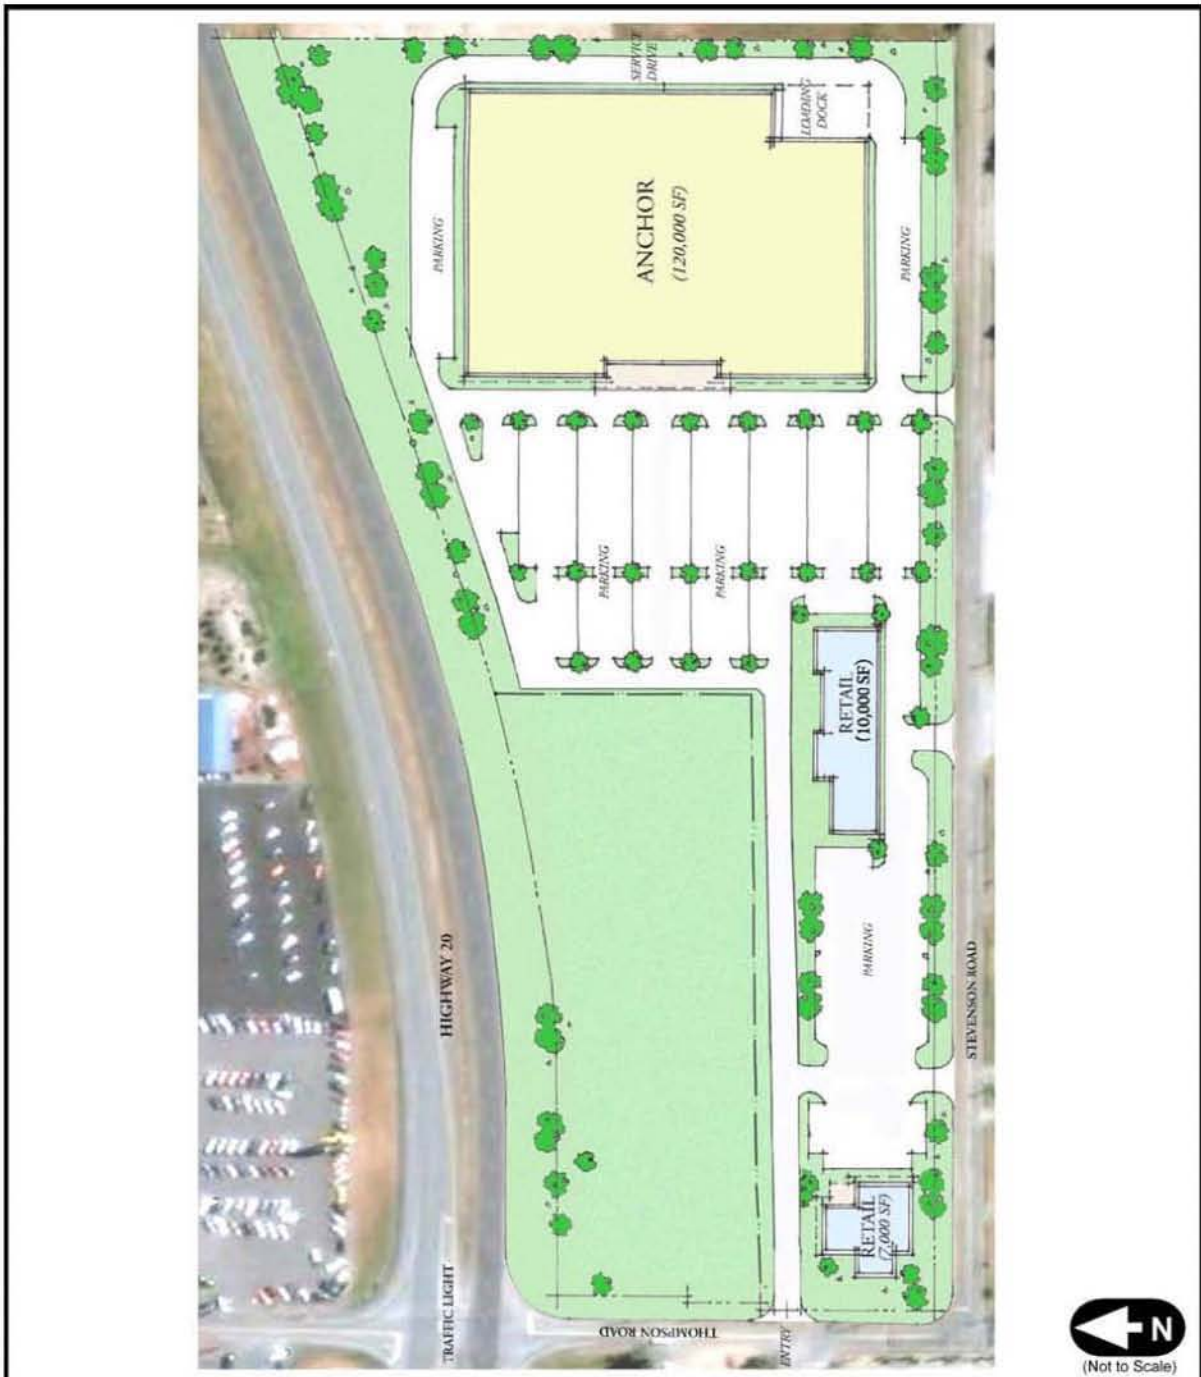 SERVICE
DRIVE
LOADING
DOCK
PARKING
ANCHOR
(120,000 SF)
PARKING
PARKING
PARKING
RETAIL
(10,000 SF)
HIGHWAY 20
PARKING
STEVENSON ROAD
RETAIL
(7,000 SF)
TRAFFIC LIGHT
THOMPSON ROAD
ENTRY
N
(Not to Scale)